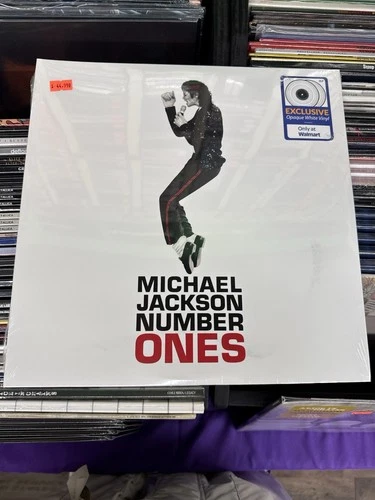 EXCLUSIVE
Opaque White Vinyl
Only at
Walmart
MICHAEL
JACKSON
NUMBER
ONES